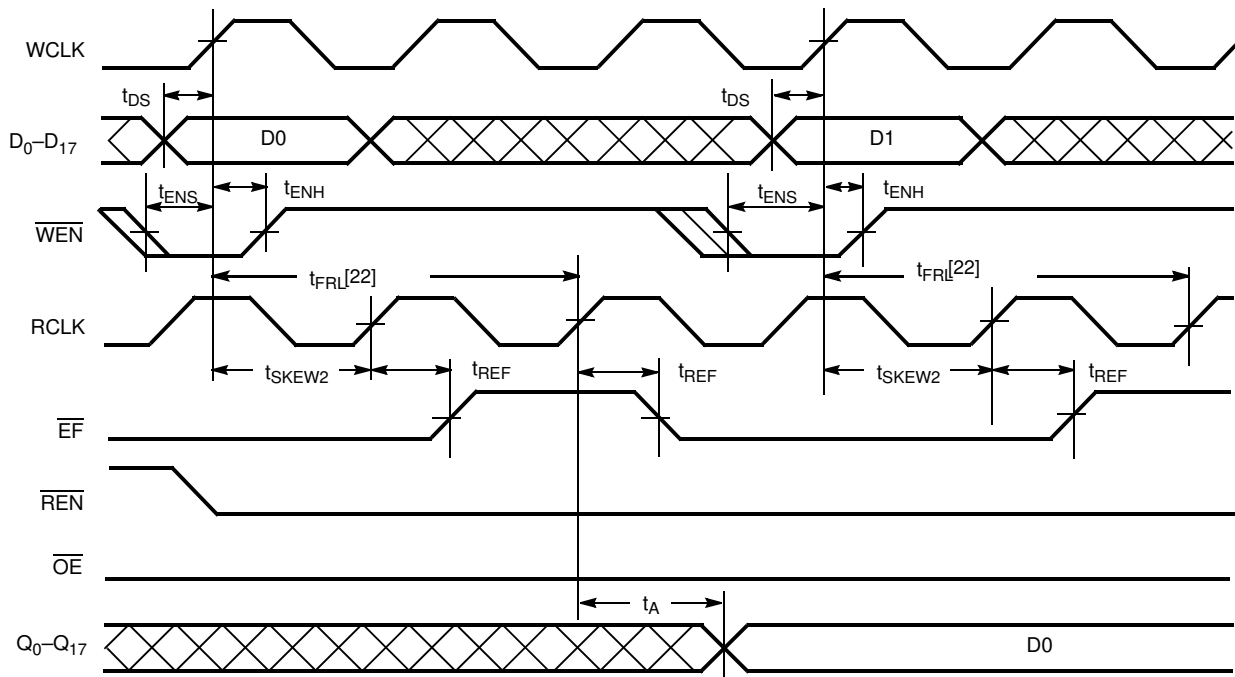 WCLK
tDS tDS
D0–D17 D0 D1
tENS tENH tENS tENH
WEN
tFRL[22] tFRL[22]
RCLK
tSKEW2 tREF tREF tSKEW2 tREF
EF
REN
OE
tA
Q0–Q17 D0